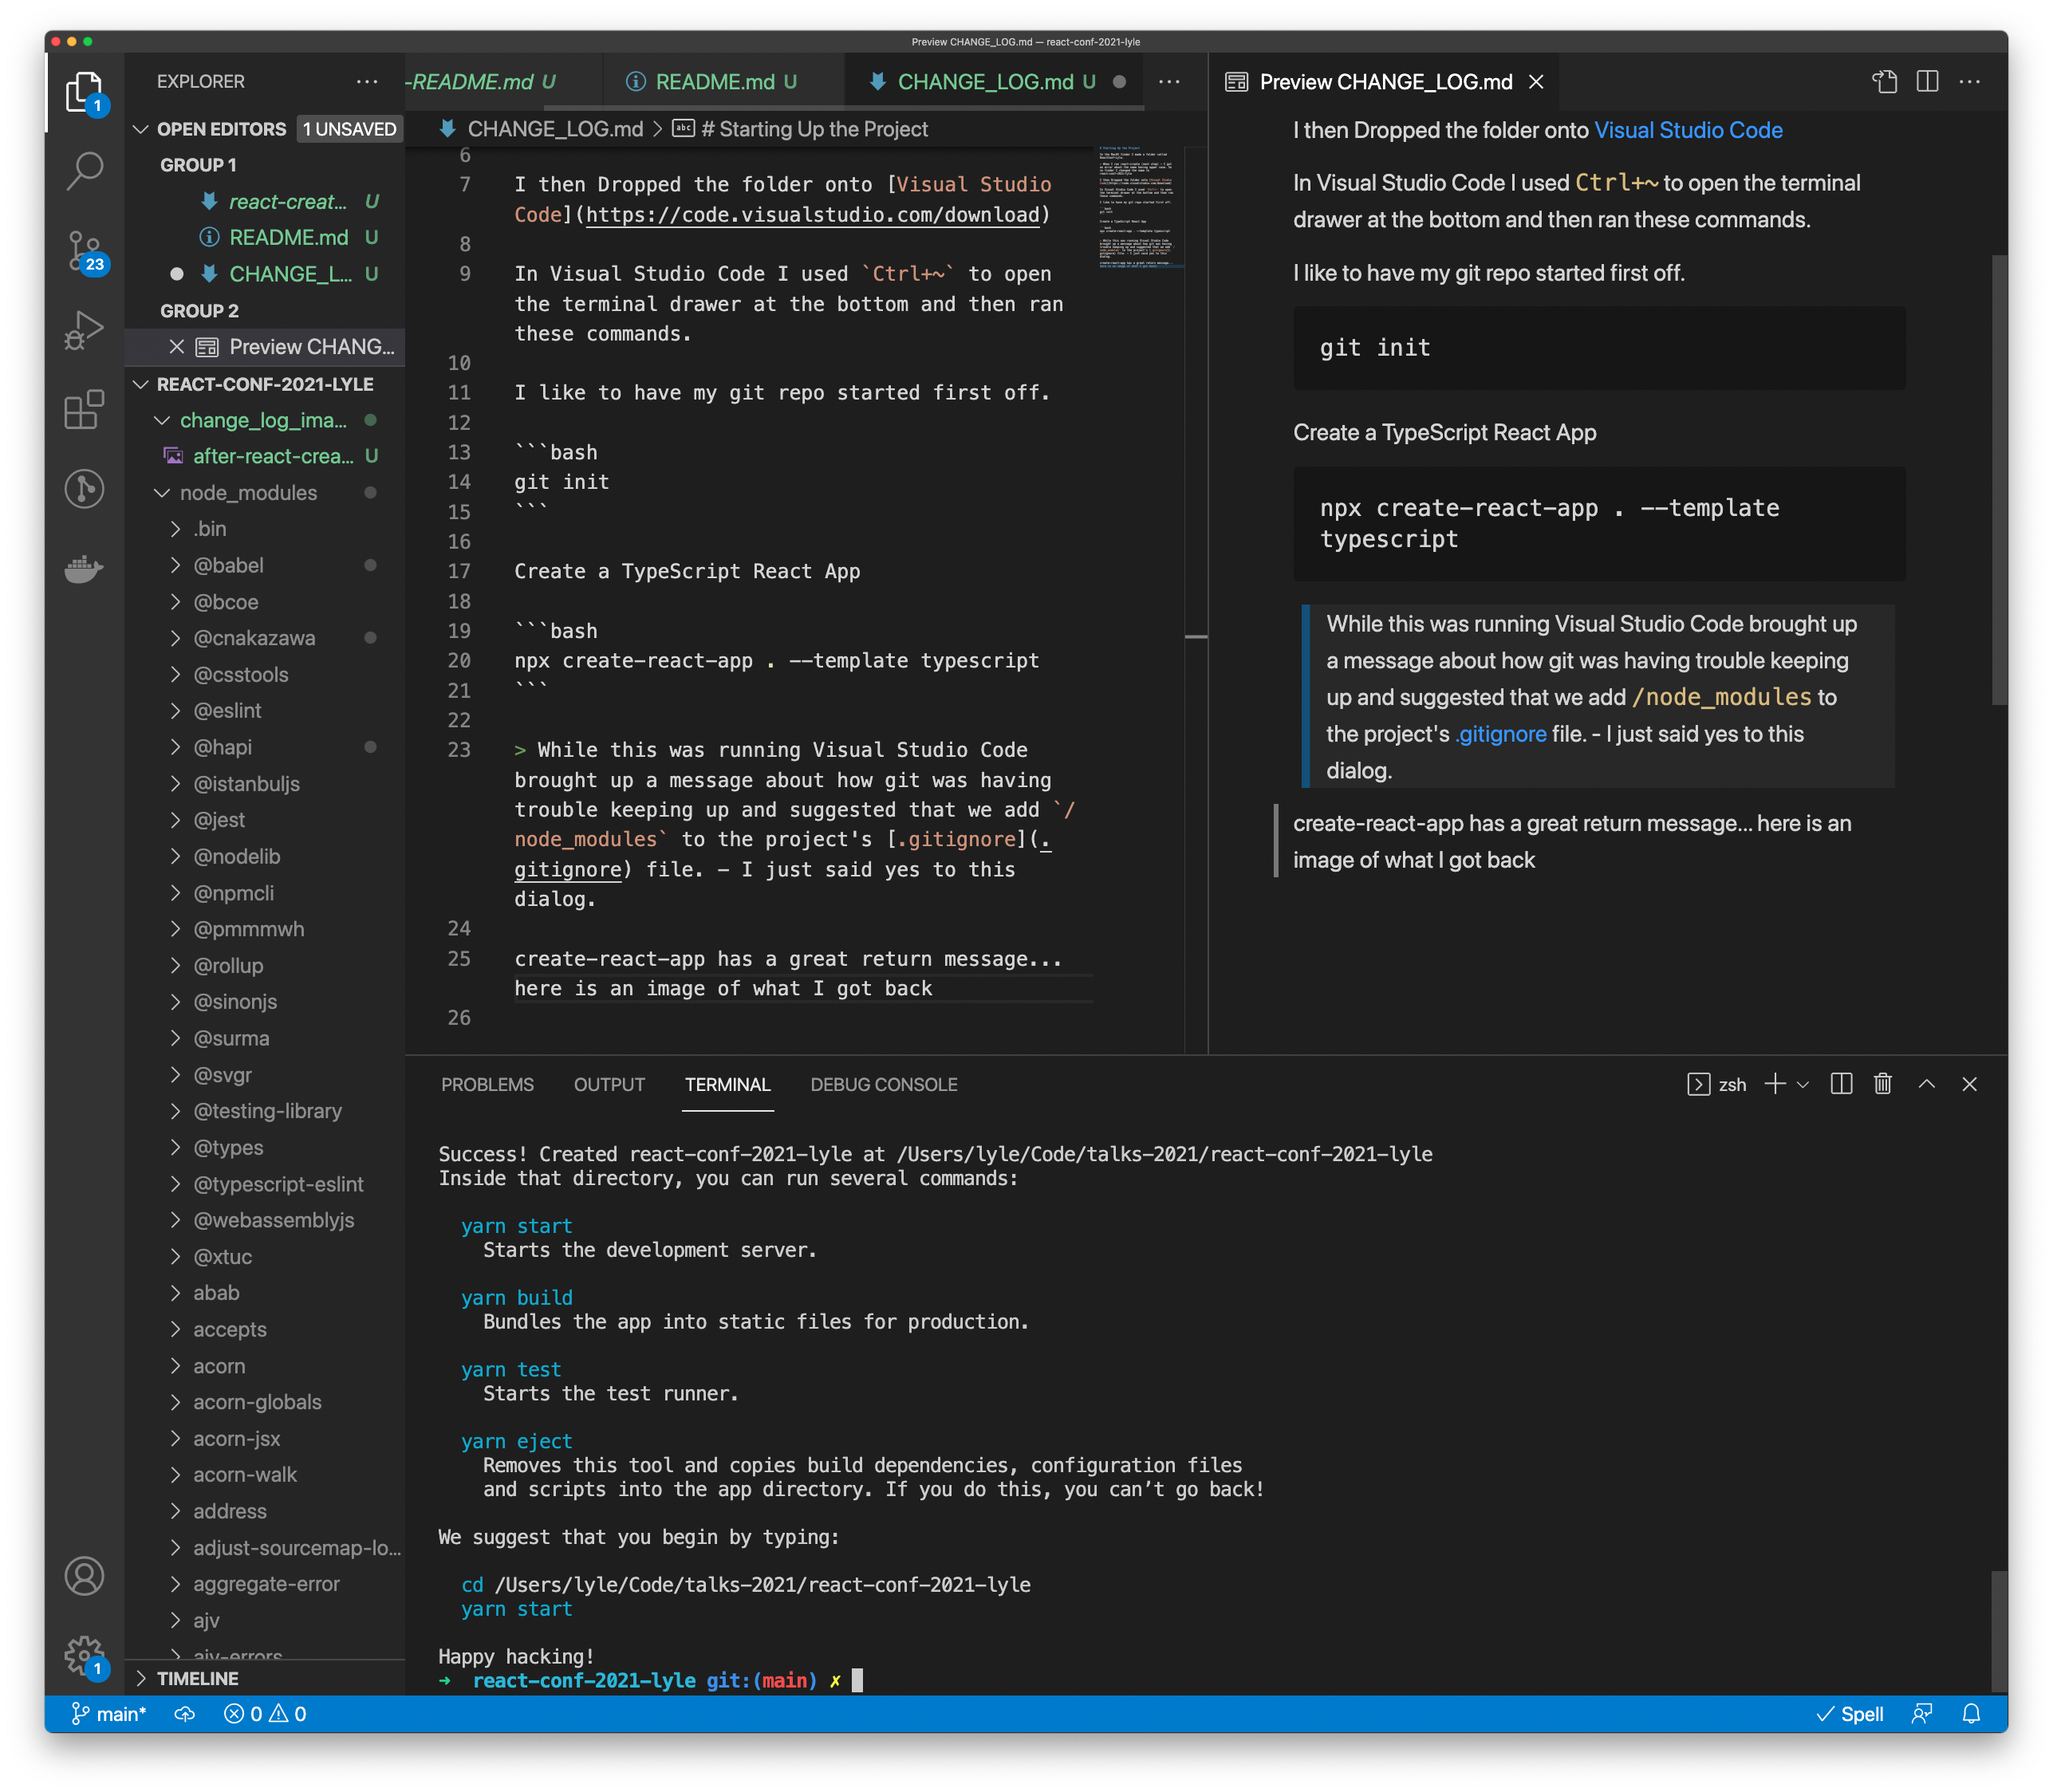 Preview CHANGE_LOG.md — react-conf-2021-lyle
EXPLORER
OPEN EDITORS 1 UNSAVED
GROUP 1
react-creat... U
README.md U
CHANGE_L... U
GROUP 2
Preview CHANG...
REACT-CONF-2021-LYLE
change_log_ima...
after-react-crea... U
node_modules
.bin
@babel
@bcoe
@cnakazawa
@csstools
@eslint
@hapi
@istanbuljs
@jest
@nodelib
@npmcli
@pmmmwh
@rollup
@sinonjs
@surma
@svgr
@testing-library
@types
@typescript-eslint
@webassemblyjs
@xtuc
abab
accepts
acorn
acorn-globals
acorn-jsx
acorn-walk
address
adjust-sourcemap-lo...
aggregate-error
ajv
ajv-errors
TIMELINE
1
23
1
-README.md U
README.md U
CHANGE_LOG.md U
CHANGE_LOG.md > # Starting Up the Project
6
7 I then Dropped the folder onto [Visual Studio
Code](https://code.visualstudio.com/download)
8
9 In Visual Studio Code I used `Ctrl+~` to open
the terminal drawer at the bottom and then ran
these commands.
10
11 I like to have my git repo started first off.
12
13 ```bash
14 git init
15 ```
16
17 Create a TypeScript React App
18
19 ```bash
20 npx create-react-app . --template typescript
21 ```
22
23 > While this was running Visual Studio Code
brought up a message about how git was having
trouble keeping up and suggested that we add `/
node_modules` to the project's [.gitignore](.
gitignore) file. - I just said yes to this
dialog.
24
25 create-react-app has a great return message...
here is an image of what I got back
26
Preview CHANGE_LOG.md
I then Dropped the folder onto Visual Studio Code
In Visual Studio Code I used Ctrl+~ to open the terminal
drawer at the bottom and then ran these commands.
I like to have my git repo started first off.
git init
Create a TypeScript React App
npx create-react-app . --template
typescript
While this was running Visual Studio Code brought up
a message about how git was having trouble keeping
up and suggested that we add /node_modules to
the project's .gitignore file. - I just said yes to this
dialog.
create-react-app has a great return message... here is an
image of what I got back
PROBLEMS OUTPUT TERMINAL DEBUG CONSOLE
zsh
Success! Created react-conf-2021-lyle at /Users/lyle/Code/talks-2021/react-conf-2021-lyle
Inside that directory, you can run several commands:
yarn start
Starts the development server.
yarn build
Bundles the app into static files for production.
yarn test
Starts the test runner.
yarn eject
Removes this tool and copies build dependencies, configuration files
and scripts into the app directory. If you do this, you can’t go back!
We suggest that you begin by typing:
cd /Users/lyle/Code/talks-2021/react-conf-2021-lyle
yarn start
Happy hacking!
➜ react-conf-2021-lyle git:(main) ✗
main* 0 0
Spell